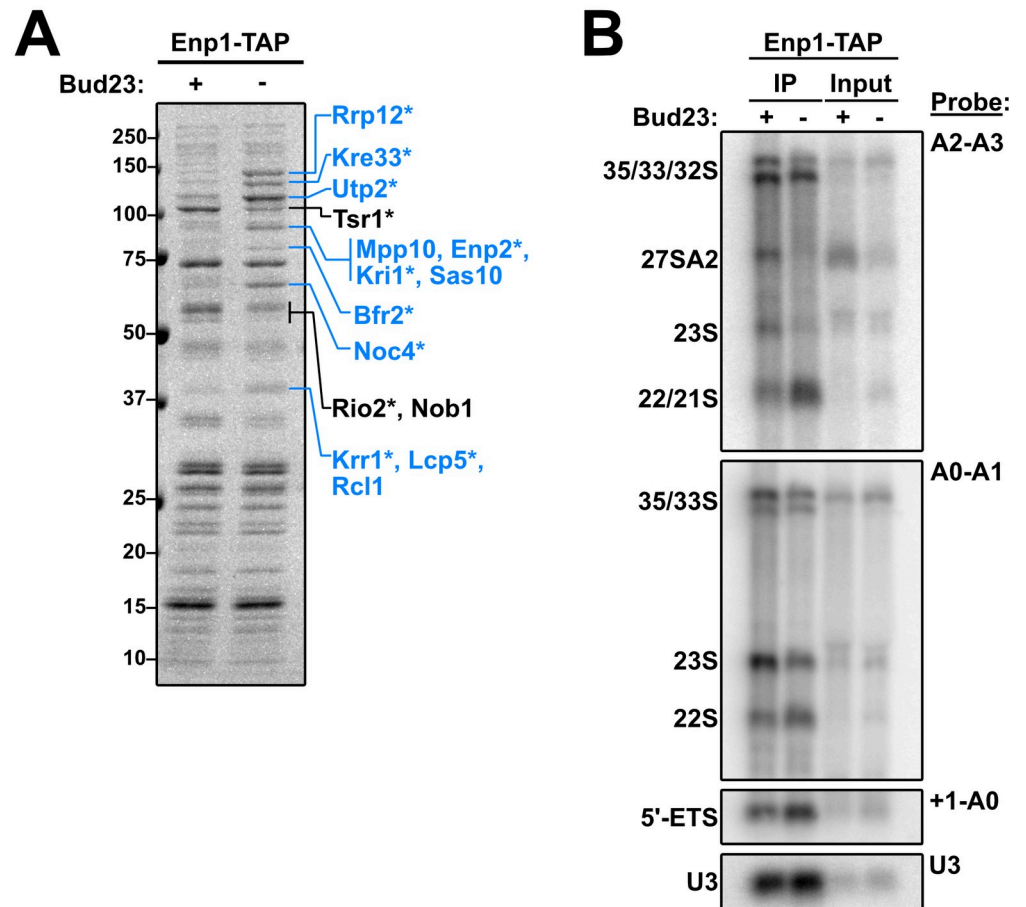 A
Enp1-TAP
Bud23: + -
250
150
100
75
50
37
25
20
15
10
Rrp12*
Kre33*
Utp2*
Tsr1*
Mpp10, Enp2*,
Kri1*, Sas10
Bfr2*
Noc4*
Rio2*, Nob1
Krr1*, Lcp5*,
Rcl1
B
Enp1-TAP
IP Input
Bud23: + - + -
Probe:
A2-A3
35/33/32S
27SA2
23S
22/21S
A0-A1
35/33S
23S
22S
+1-A0
5'-ETS
U3
U3